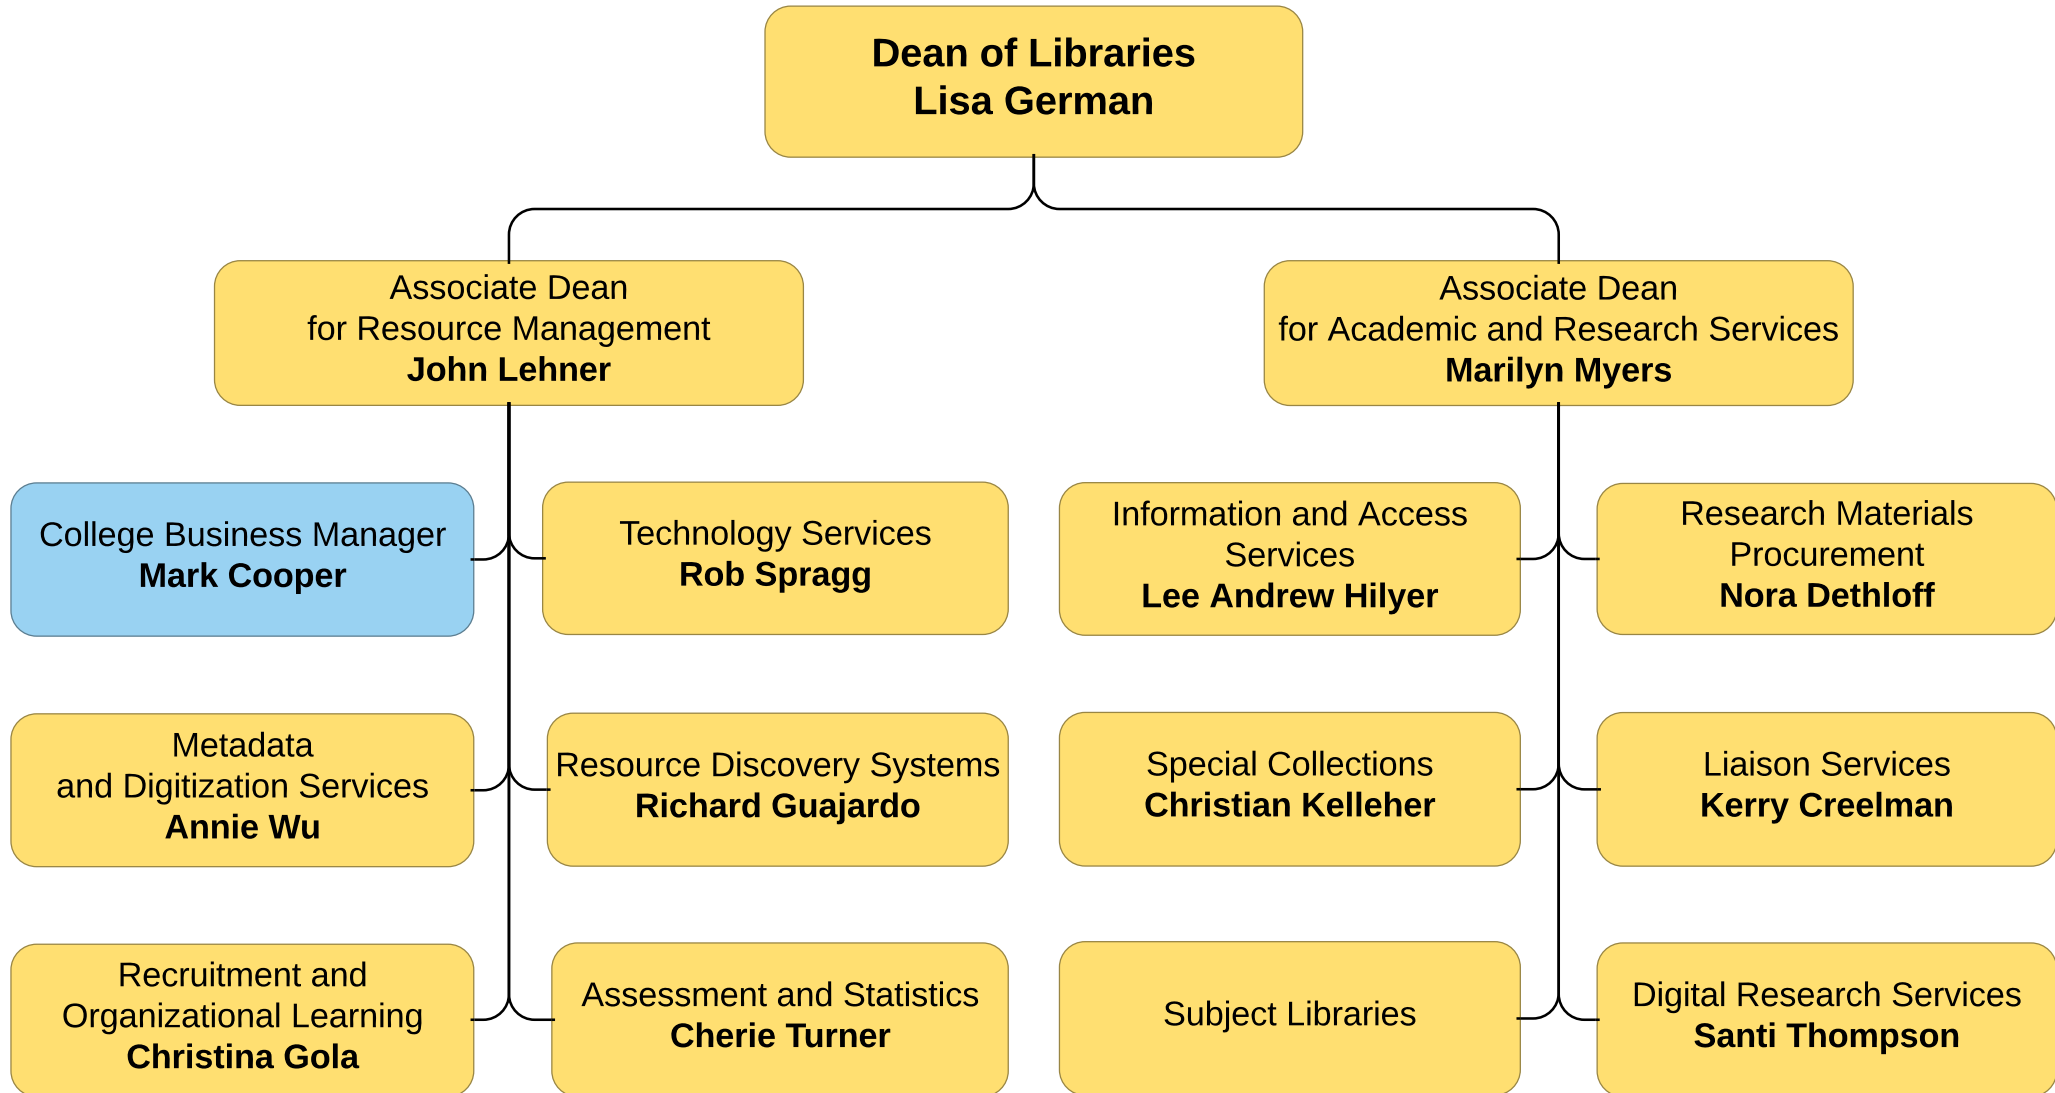 Dean of Libraries
Lisa German
Associate Dean
for Resource Management
John Lehner
Associate Dean
for Academic and Research Services
Marilyn Myers
College Business Manager
Mark Cooper
Technology Services
Rob Spragg
Information and Access
Services
Lee Andrew Hilyer
Research Materials
Procurement
Nora Dethloff
Metadata
and Digitization Services
Annie Wu
Resource Discovery Systems
Richard Guajardo
Special Collections
Christian Kelleher
Liaison Services
Kerry Creelman
Recruitment and
Organizational Learning
Christina Gola
Assessment and Statistics
Cherie Turner
Subject Libraries
Digital Research Services
Santi Thompson